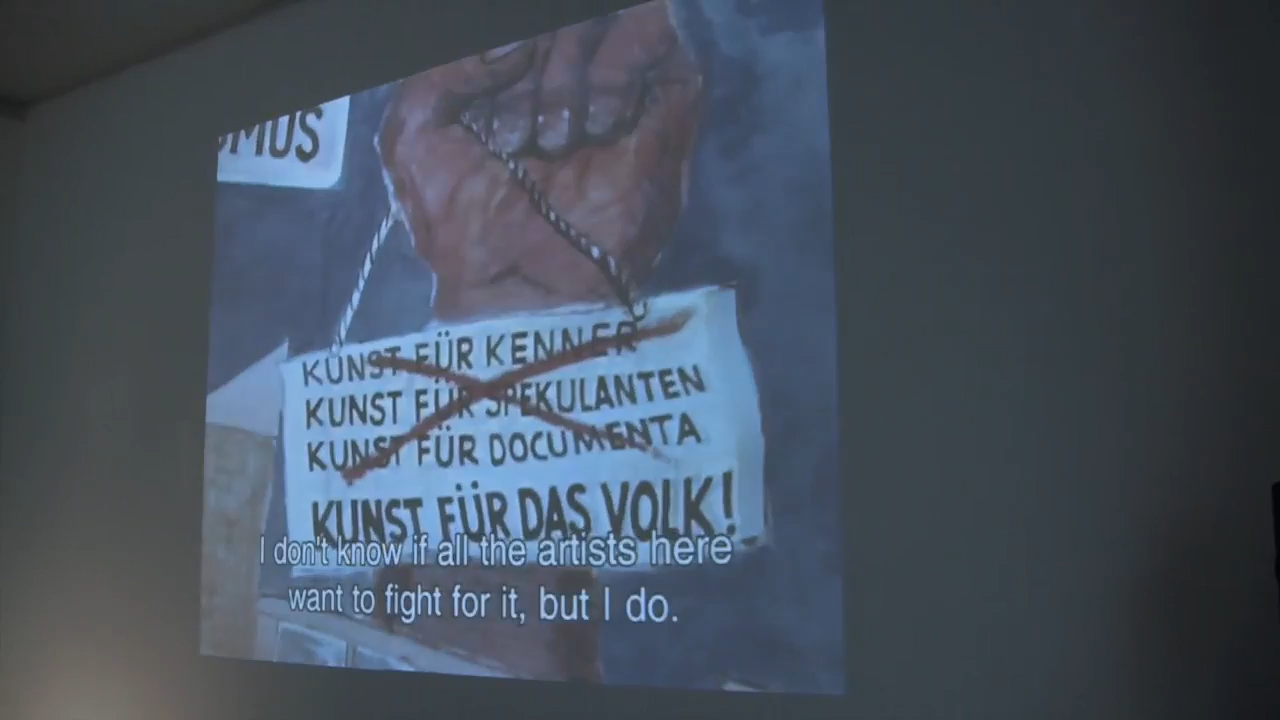 KUNST FÜR KENNER
KUNST FÜR SPEKULANTEN
KUNST FÜR DOCUMENTA
KUNST FÜR DAS VOLK!
I don't know if all the artists here
want to fight for it, but I do.